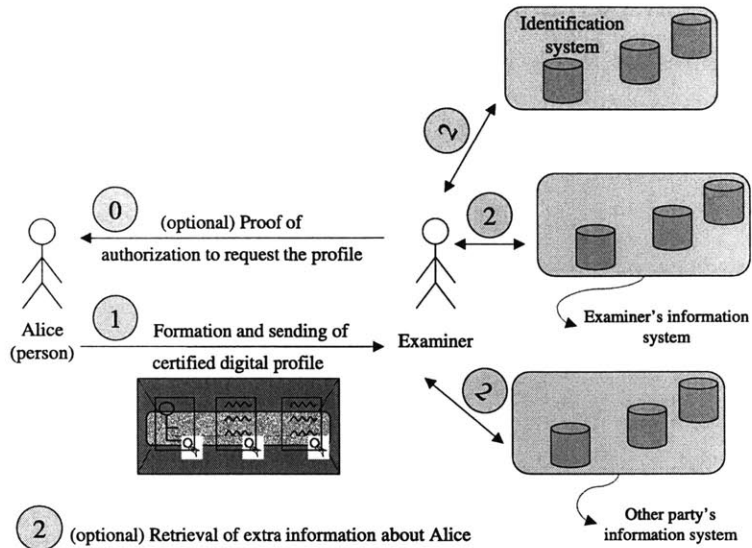 Identification
system
2
0
(optional) Proof of
authorization to request the profile
2
Alice
(person)
1
Formation and sending of
certified digital profile
Examiner
Examiner's information
system
2
Other party's
information system
2 (optional) Retrieval of extra information about Alice